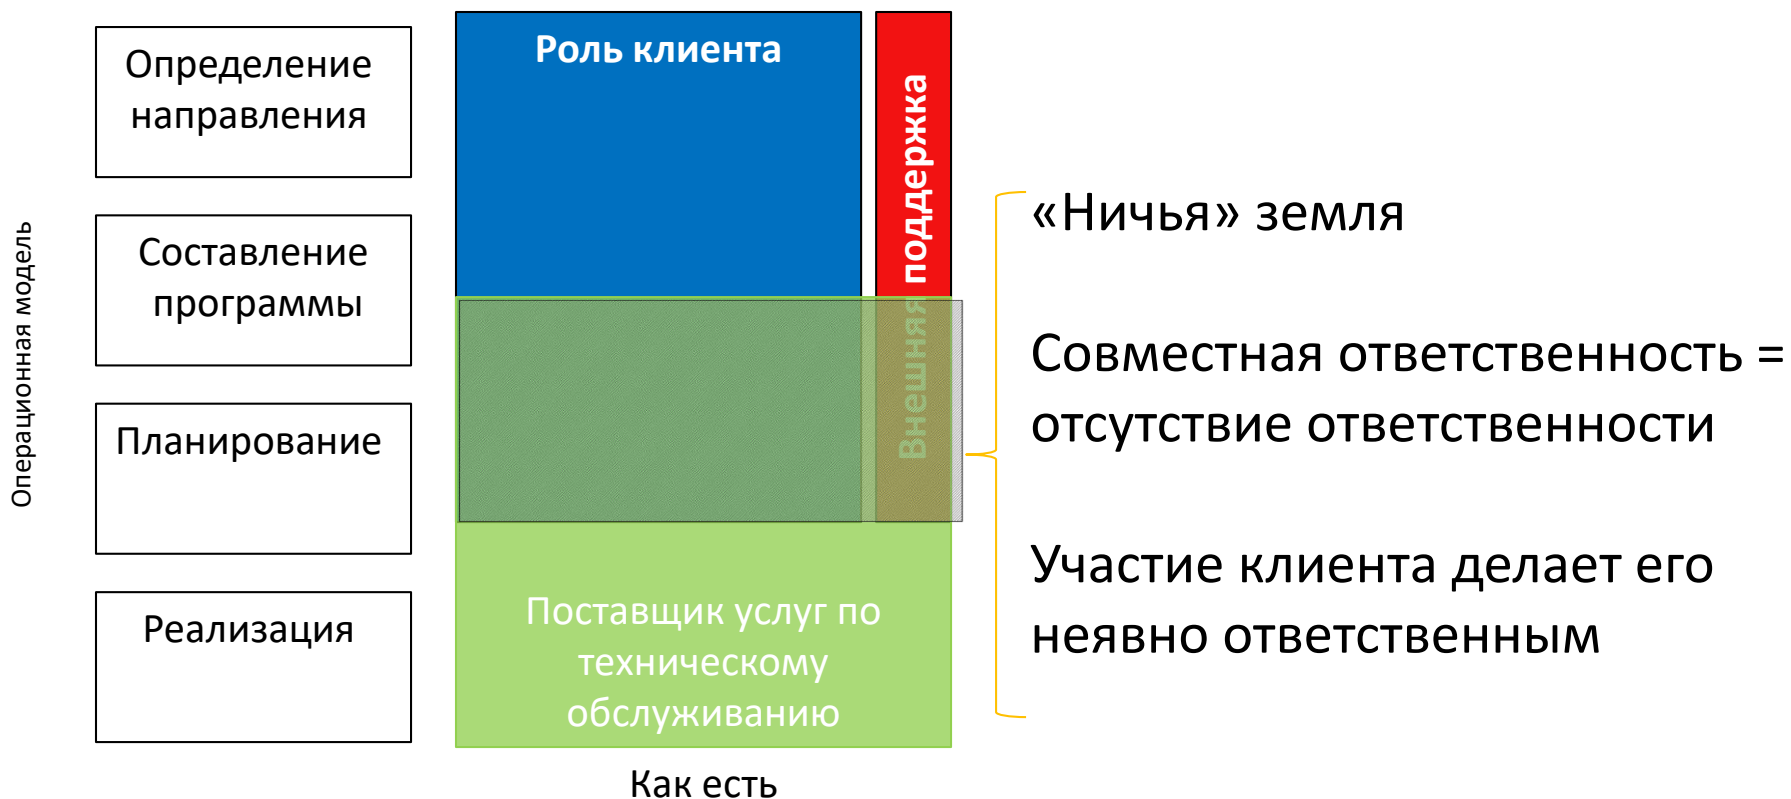 Операционная модель
Определение
направления
Составление
программы
Планирование
Реализация
Роль клиента
Внешняя поддержка
Поставщик услуг по
техническому
обслуживанию
Как есть
«Ничья» земля
Совместная ответственность =
отсутствие ответственности
Участие клиента делает его
неявно ответственным